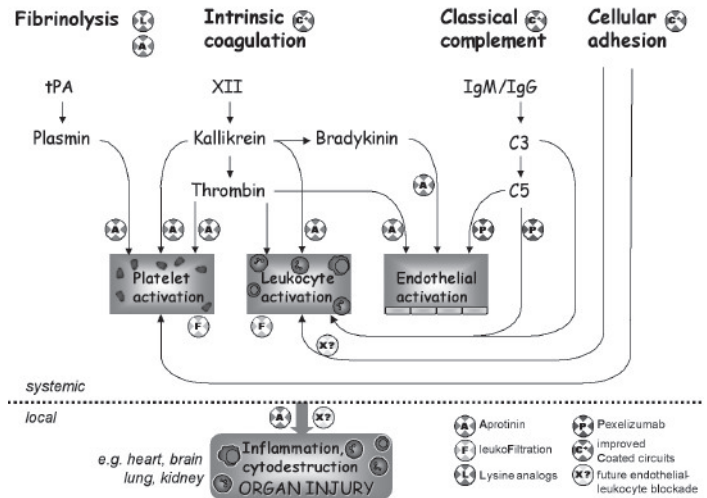 Fibrinolysis L
A
Intrinsic C+
coagulation
Classical C+
complement
Cellular C+
adhesion
tPA
XII
IgM/IgG
Plasmin
Kallikrein
Bradykinin
C3
A
Thrombin
C5
A
A
A
A
A
P
P
Platelet
activation
Leukocyte
activation
Endothelial
activation
F
F
X?
systemic
local
A
X?
e.g. heart, brain
lung, kidney
Inflammation,
cytodestruction
ORGAN INJURY
A Aprotinin
F leukoFiltration
L Lysine analogs
P Pexelizumab
C+ improved
Coated circuits
X? future endothelial-
leukocyte blockade